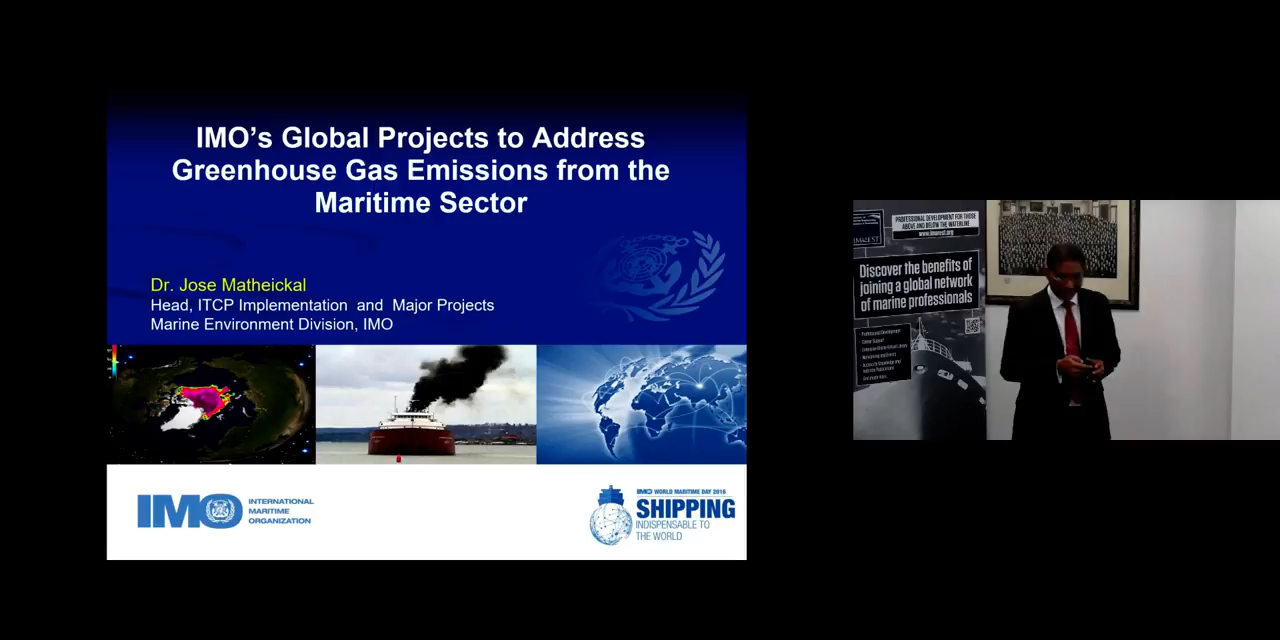 IMO's Global Projects to Address
Greenhouse Gas Emissions from the
Maritime Sector
Dr. Jose Matheickal
Head, ITCP Implementation and Major Projects
Marine Environment Division, IMO
IMO
INTERNATIONAL
MARITIME
ORGANIZATION
IMO WORLD MARITIME DAY 2016
SHIPPING
INDISPENSABLE TO
THE WORLD
IMarEST
PROFESSIONAL DEVELOPMENT FOR THOSE
ABOVE AND BELOW THE WATERLINE
www.imarest.org
Discover the benefits of
joining a global network
of marine professionals